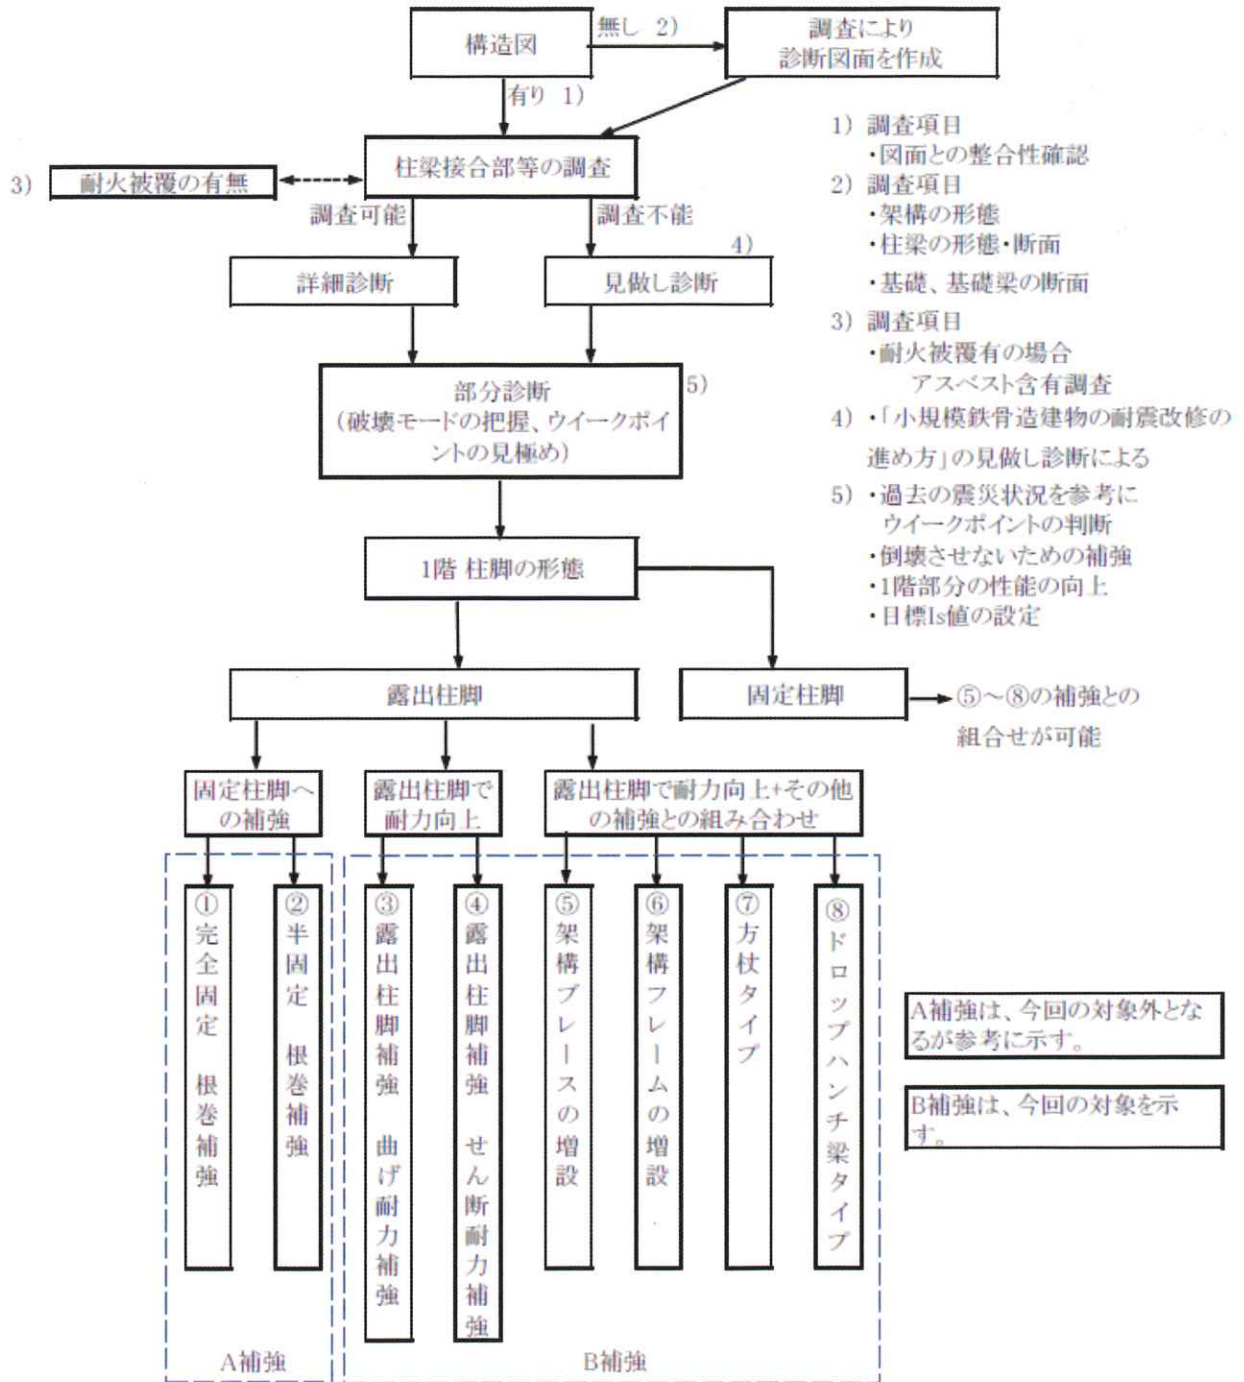 構造図
無し 2)
調査により
診断図面を作成
有り 1)
柱梁接合部等の調査
3)
耐火被覆の有無
調査可能
調査不能
詳細診断
4)
見做し診断
部分診断
(破壊モードの把握、ウイークポイ
ントの見極め)
5)
1階 柱脚の形態
露出柱脚
固定柱脚
⑤～⑧の補強との
組合せが可能
固定柱脚へ
の補強
露出柱脚で
耐力向上
露出柱脚で耐力向上+その他
の補強との組み合わせ
①完全固定 根巻補強
②半固定 根巻補強
③露出柱脚補強 曲げ耐力補強
④露出柱脚補強 せん断耐力補強
⑤架構ブレースの増設
⑥架構フレームの増設
⑦方杖タイプ
⑧ドロップハンチ梁タイプ
A補強
B補強
1) 調査項目
・図面との整合性確認
2) 調査項目
・架構の形態
・柱梁の形態・断面
・基礎、基礎梁の断面
3) 調査項目
・耐火被覆有の場合
アスベスト含有調査
4) ・「小規模鉄骨造建物の耐震改修の
進め方」の見做し診断による
5) ・過去の震災状況を参考に
ウイークポイントの判断
・倒壊させないための補強
・1階部分の性能の向上
・目標Is値の設定
A補強は、今回の対象外とな
るが参考に示す。
B補強は、今回の対象を示
す。